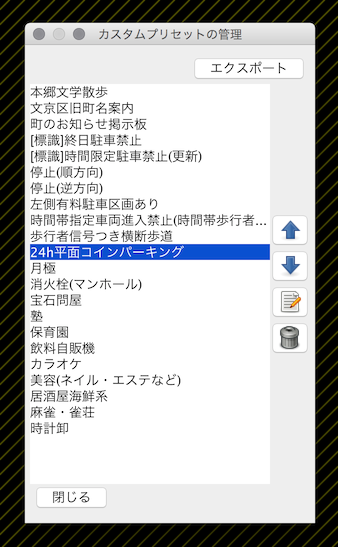 カスタムプリセットの管理
エクスポート
本郷文学散歩
文京区旧町名案内
町のお知らせ掲示板
[標識]終日駐車禁止
[標識]時間限定駐車禁止(更新)
停止(順方向)
停止(逆方向)
左側有料駐車区画あり
時間帯指定車両進入禁止(時間帯歩行者...
歩行者信号つき横断歩道
24h平面コインパーキング
月極
消火栓(マンホール)
宝石問屋
塾
保育園
飲料自販機
カラオケ
美容(ネイル・エステなど)
居酒屋海鮮系
麻雀・雀荘
時計卸
閉じる